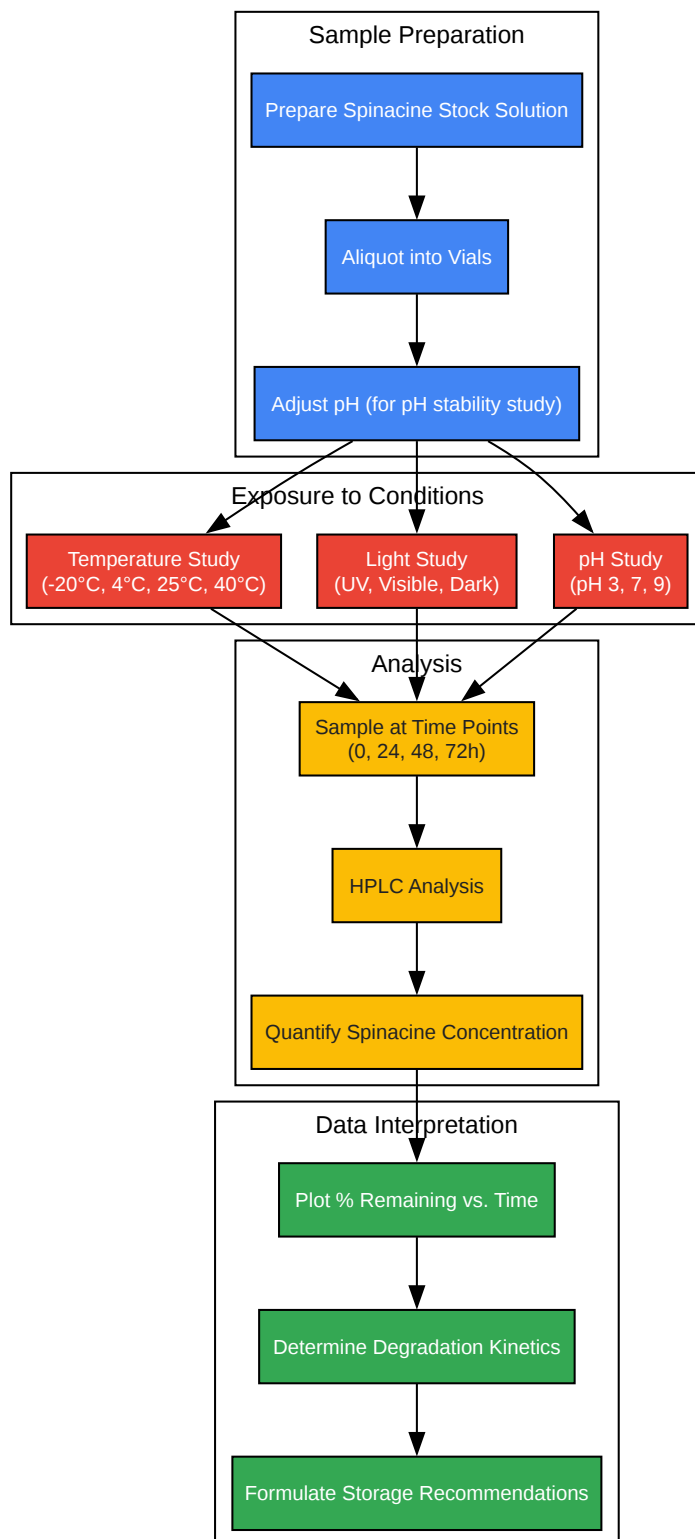 Sample Preparation
Prepare Spinacine Stock Solution
Aliquot into Vials
Adjust pH (for pH stability study)
Exposure to Conditions
Temperature Study
(-20°C, 4°C, 25°C, 40°C)
Light Study
(UV, Visible, Dark)
pH Study
(pH 3, 7, 9)
Analysis
Sample at Time Points
(0, 24, 48, 72h)
HPLC Analysis
Quantify Spinacine Concentration
Data Interpretation
Plot % Remaining vs. Time
Determine Degradation Kinetics
Formulate Storage Recommendations